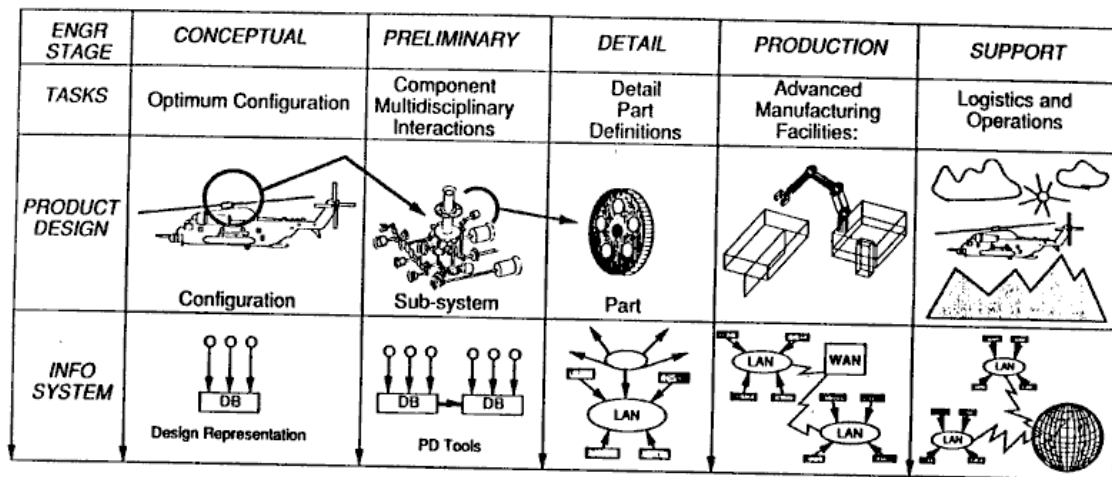 ENGR
STAGE
CONCEPTUAL
PRELIMINARY
DETAIL
PRODUCTION
SUPPORT
TASKS
Optimum Configuration
Component
Multidisciplinary
Interactions
Detail
Part
Definitions
Advanced
Manufacturing
Facilities:
Logistics and
Operations
PRODUCT
DESIGN
Configuration
Sub-system
Part
INFO
SYSTEM
DB
Design Representation
DB
DB
PD Tools
LAN
LAN
WAN
LAN
LAN
LAN